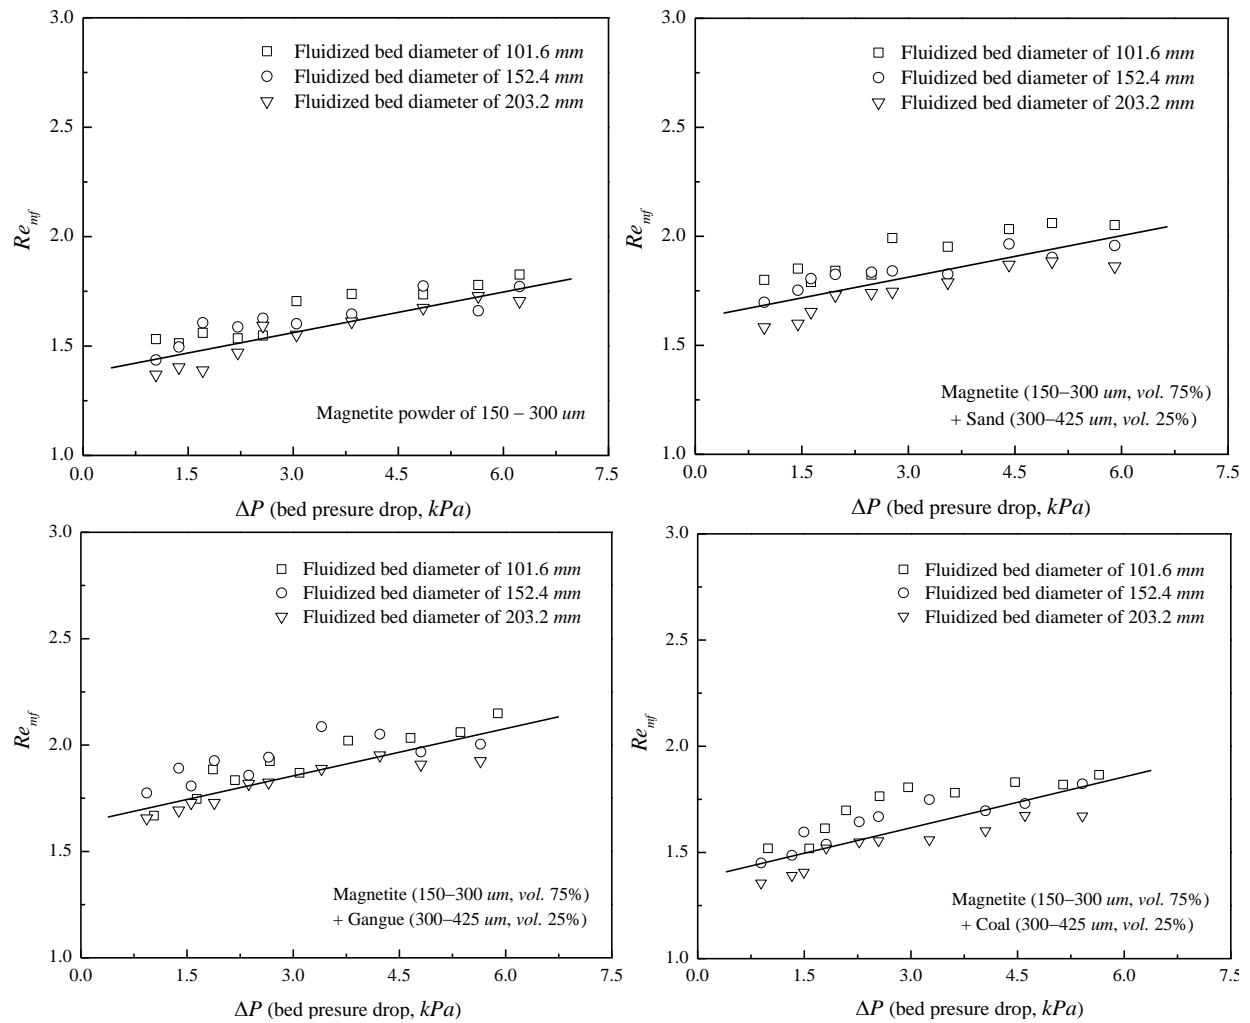 3.0
Fluidized bed diameter of 101.6 mm
Fluidized bed diameter of 152.4 mm
Fluidized bed diameter of 203.2 mm
2.5
Re_mf
2.0
1.5
Magnetite powder of 150 – 300 um
1.0
0.0 1.5 3.0 4.5 6.0 7.5
ΔP (bed presure drop, kPa)
3.0
Fluidized bed diameter of 101.6 mm
Fluidized bed diameter of 152.4 mm
Fluidized bed diameter of 203.2 mm
2.5
Re_mf
2.0
1.5
Magnetite (150–300 um, vol. 75%)
+ Sand (300–425 um, vol. 25%)
1.0
0.0 1.5 3.0 4.5 6.0 7.5
ΔP (bed presure drop, kPa)
3.0
Fluidized bed diameter of 101.6 mm
Fluidized bed diameter of 152.4 mm
Fluidized bed diameter of 203.2 mm
2.5
Re_mf
2.0
1.5
Magnetite (150–300 um, vol. 75%)
+ Gangue (300–425 um, vol. 25%)
1.0
0.0 1.5 3.0 4.5 6.0 7.5
ΔP (bed presure drop, kPa)
3.0
Fluidized bed diameter of 101.6 mm
Fluidized bed diameter of 152.4 mm
Fluidized bed diameter of 203.2 mm
2.5
Re_mf
2.0
1.5
Magnetite (150–300 um, vol. 75%)
+ Coal (300–425 um, vol. 25%)
1.0
0.0 1.5 3.0 4.5 6.0 7.5
ΔP (bed presure drop, kPa)